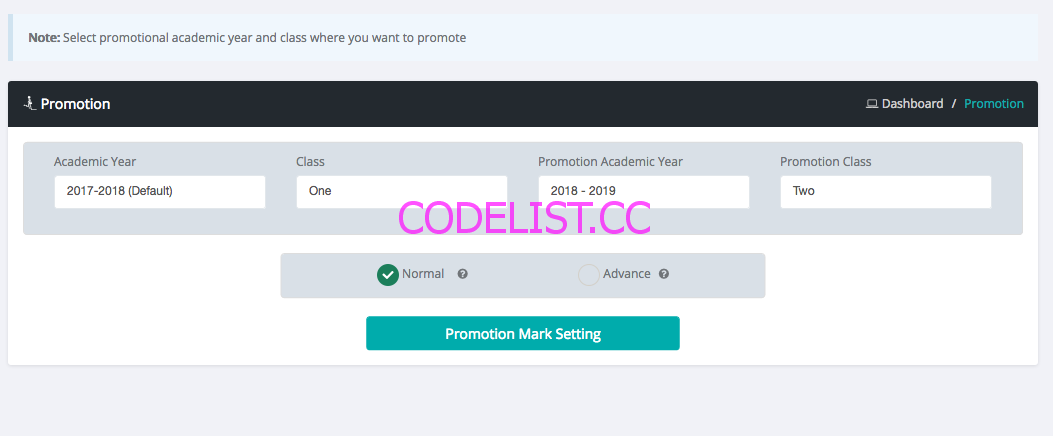 Note: Select promotional academic year and class where you want to promote
Promotion
Dashboard / Promotion
Academic Year
Class
Promotion Academic Year
Promotion Class
2017-2018 (Default)
One
2018 - 2019
Two
CODELIST.CC
Normal
Advance
Promotion Mark Setting